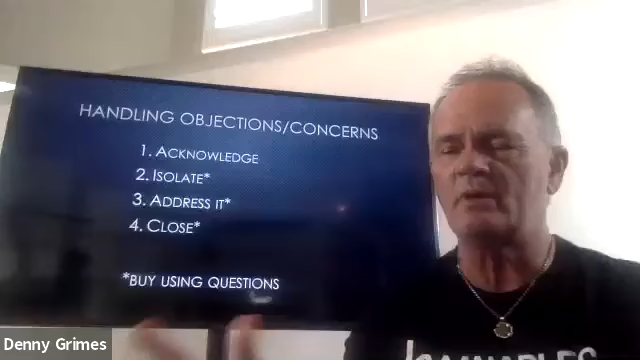 HANDLING OBJECTIONS/CONCERNS
1. ACKNOWLEDGE
2. ISOLATE*
3. ADDRESS IT*
4. CLOSE*
*BUY USING QUESTIONS
Denny Grimes